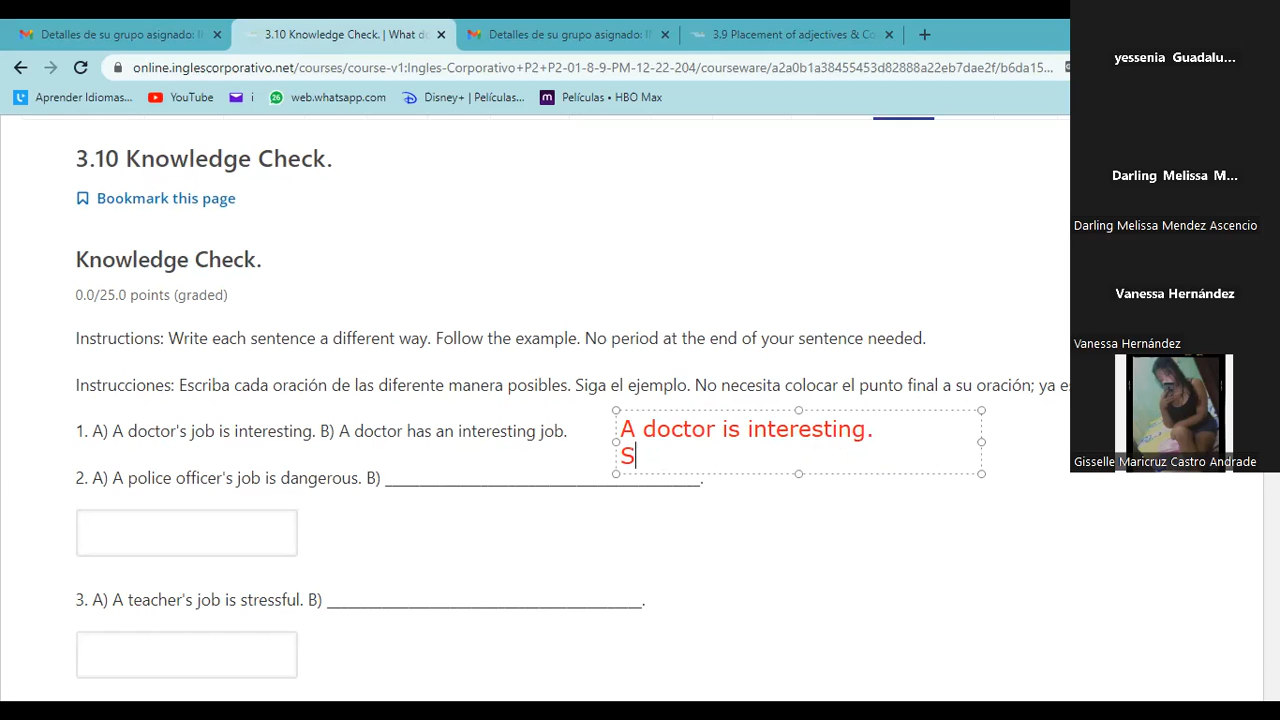 Detalles de su grupo asignado: I
3.10 Knowledge Check. | What do
Detalles de su grupo asignado: I
3.9 Placement of adjectives & Co
online.inglescorporativo.net/courses/course-v1:Ingles-Corporativo+P2+P2-01-8-9-PM-12-22-204/courseware/a2a0b1a38455453d82888a22eb7dae2f/b6da15...
Aprender Idiomas...
YouTube
i
web.whatsapp.com
Disney+ | Películas...
Películas • HBO Max
3.10 Knowledge Check.
Bookmark this page
Knowledge Check.
0.0/25.0 points (graded)
Instructions: Write each sentence a different way. Follow the example. No period at the end of your sentence needed.
Instrucciones: Escriba cada oración de las diferente manera posibles. Siga el ejemplo. No necesita colocar el punto final a su oración; ya es
1. A) A doctor's job is interesting. B) A doctor has an interesting job.
A doctor is interesting.
S
2. A) A police officer's job is dangerous. B) ______________________________________.
3. A) A teacher's job is stressful. B) ______________________________________.
yessenia Guadalu...
Darling Melissa M...
Darling Melissa Mendez Ascencio
Vanessa Hernández
Vanessa Hernández
Gisselle Maricruz Castro Andrade